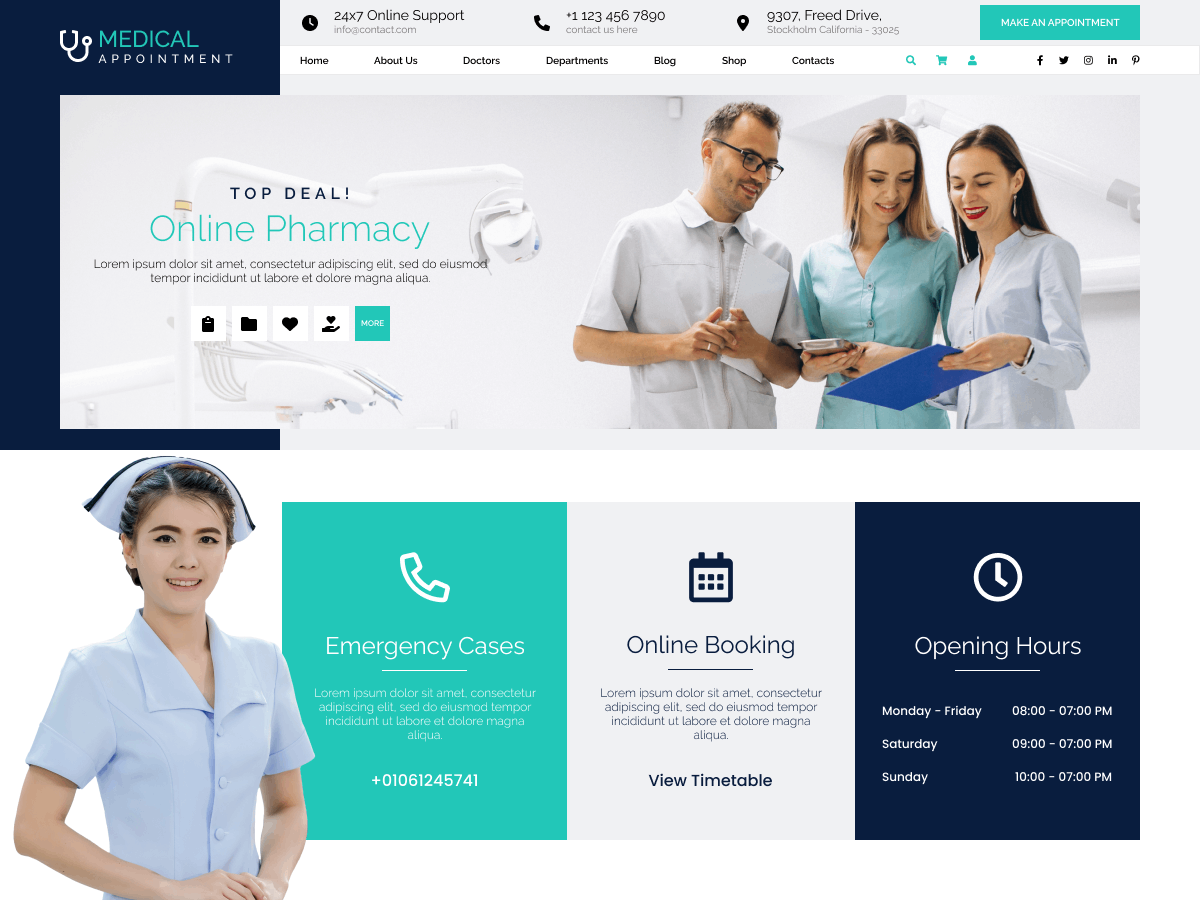 MEDICAL
APPOINTMENT
24x7 Online Support
info@contact.com
+1 123 456 7890
contact us here
9307, Freed Drive,
Stockholm California - 33025
MAKE AN APPOINTMENT
Home About Us Doctors Departments Blog Shop Contacts
TOP DEAL!
Online Pharmacy
Lorem ipsum dolor sit amet, consectetur adipiscing elit, sed do eiusmod
tempor incididunt ut labore et dolore magna aliqua.
MORE
Emergency Cases
Lorem ipsum dolor sit amet, consectetur
adipiscing elit, sed do eiusmod tempor
incididunt ut labore et dolore magna
aliqua.
+01061245741
Online Booking
Lorem ipsum dolor sit amet, consectetur
adipiscing elit, sed do eiusmod tempor
incididunt ut labore et dolore magna
aliqua.
View Timetable
Opening Hours
Monday - Friday 08:00 - 07:00 PM
Saturday 09:00 - 07:00 PM
Sunday 10:00 - 07:00 PM